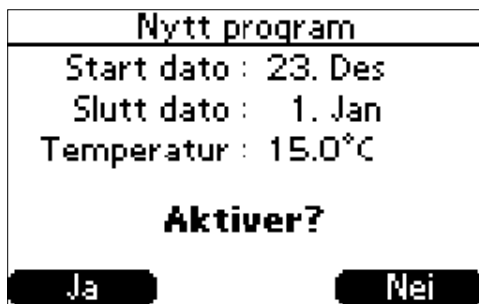 Nytt program
Start dato : 23. Des
Slutt dato : 1. Jan
Temperatur : 15.0°C
Aktiver?
Ja Nei